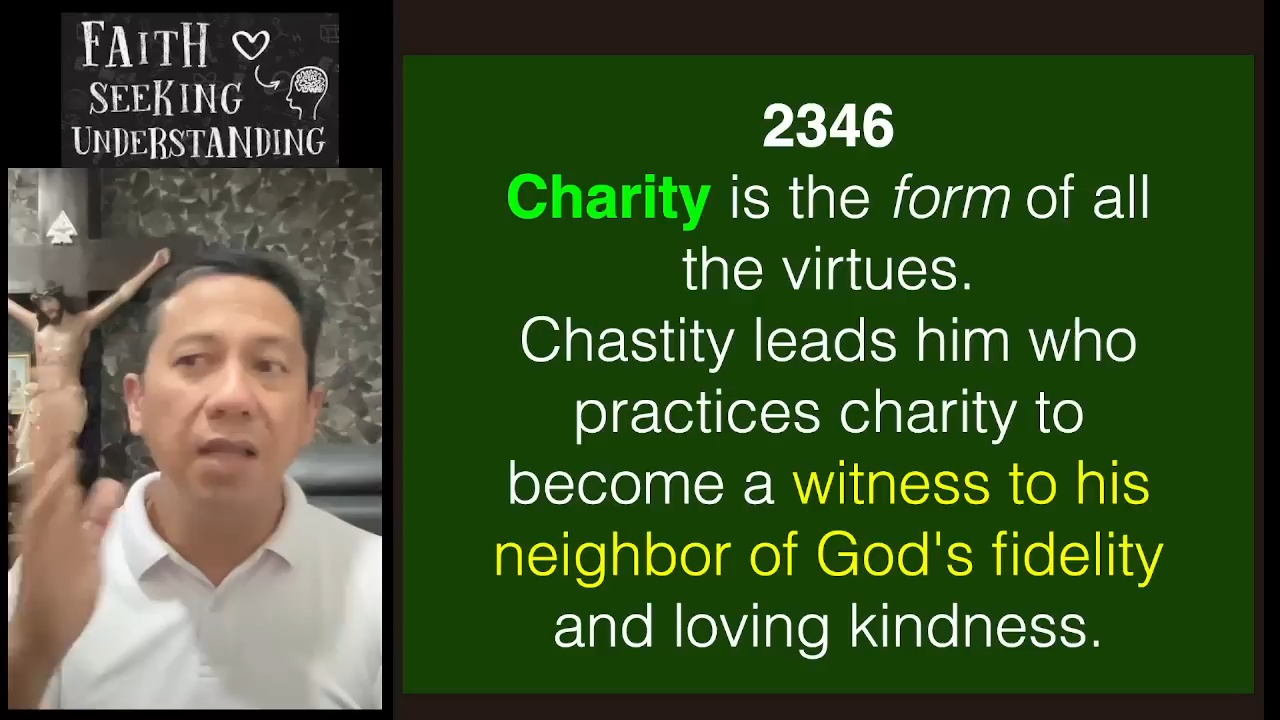 FAITH
SEEKING
UNDERSTANDING
2346
Charity is the form of all
the virtues.
Chastity leads him who
practices charity to
become a witness to his
neighbor of God's fidelity
and loving kindness.